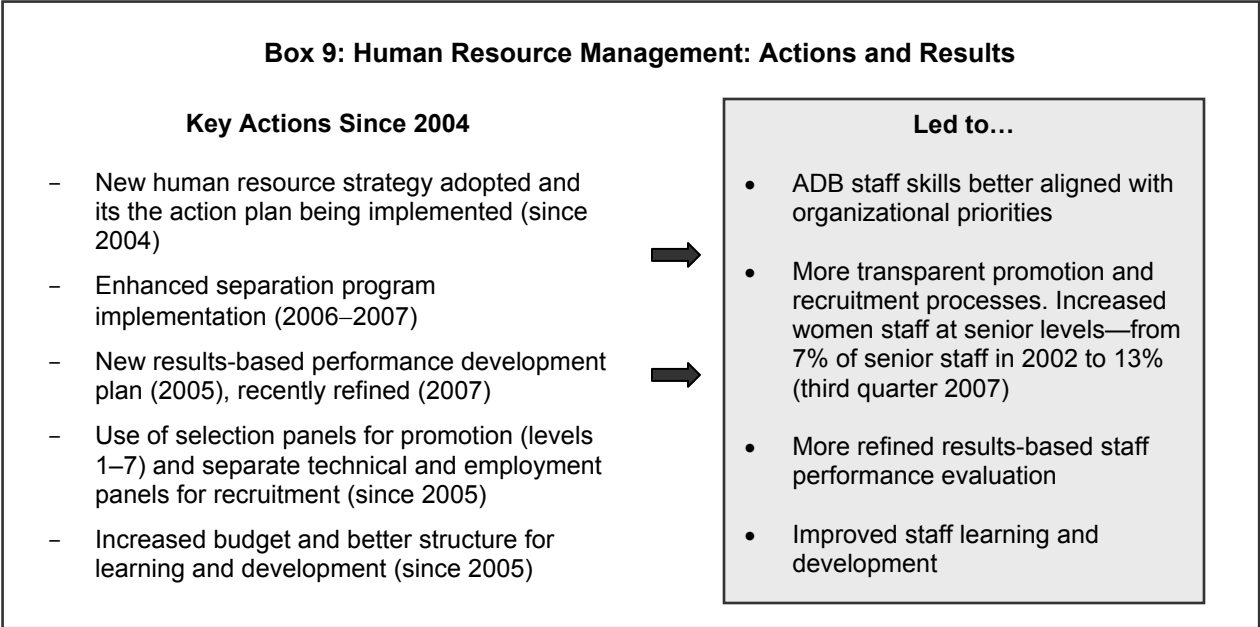 Box 9: Human Resource Management: Actions and Results
Key Actions Since 2004
– New human resource strategy adopted and
its the action plan being implemented (since
2004)
– Enhanced separation program
implementation (2006–2007)
– New results-based performance development
plan (2005), recently refined (2007)
– Use of selection panels for promotion (levels
1–7) and separate technical and employment
panels for recruitment (since 2005)
– Increased budget and better structure for
learning and development (since 2005)
Led to…
• ADB staff skills better aligned with
organizational priorities
• More transparent promotion and
recruitment processes. Increased
women staff at senior levels—from
7% of senior staff in 2002 to 13%
(third quarter 2007)
• More refined results-based staff
performance evaluation
• Improved staff learning and
development